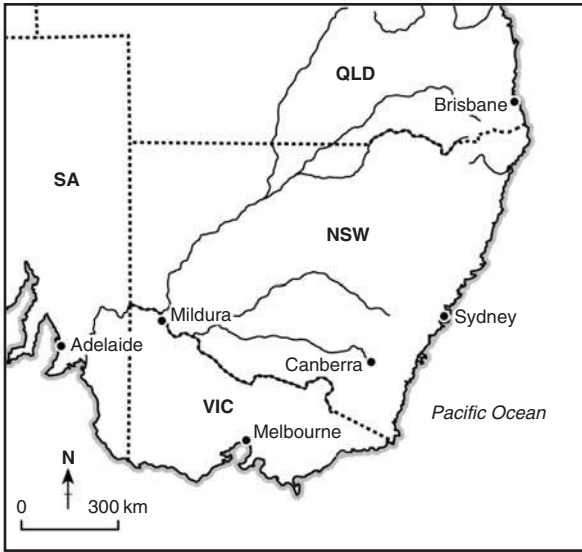 QLD
Brisbane
SA
NSW
Mildura
Sydney
Adelaide
Canberra
VIC
Pacific Ocean
Melbourne
N
0 300 km